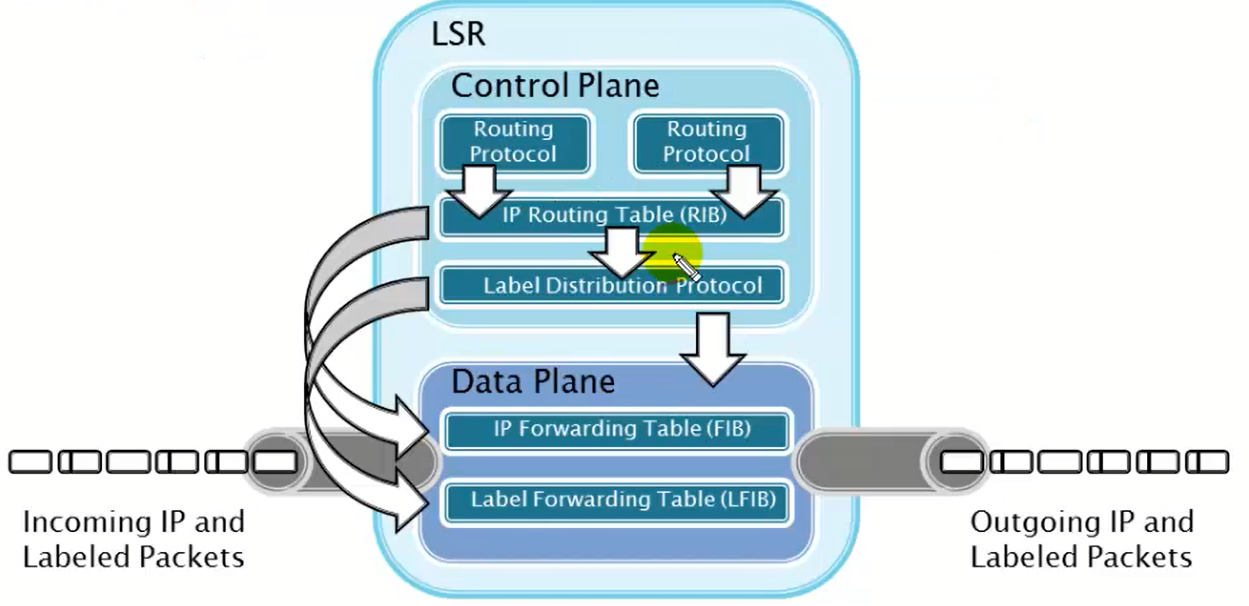 LSR
Control Plane
Routing
Protocol
Routing
Protocol
IP Routing Table (RIB)
Label Distribution Protocol
Data Plane
IP Forwarding Table (FIB)
Label Forwarding Table (LFIB)
Incoming IP and
Labeled Packets
Outgoing IP and
Labeled Packets